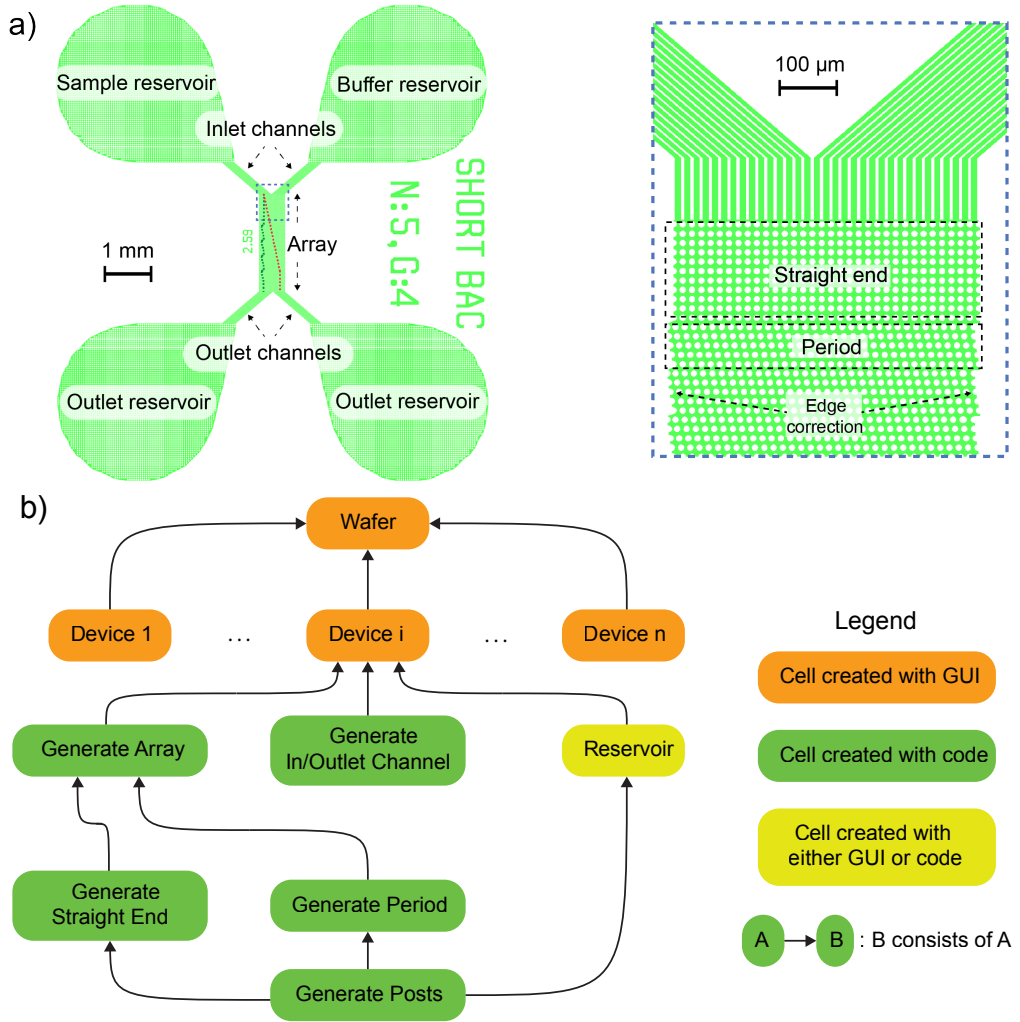 a)
Sample reservoir
Buffer reservoir
Inlet channels
1 mm
2.59
Array
N:5,G:4
SHORT BAC
Outlet channels
Outlet reservoir
Outlet reservoir
100 µm
Straight end
Period
Edge
correction
b)
Wafer
Device 1
...
Device i
...
Device n
Generate Array
Generate
In/Outlet Channel
Reservoir
Generate
Straight End
Generate Period
Generate Posts
Legend
Cell created with GUI
Cell created with code
Cell created with
either GUI or code
A
B
: B consists of A